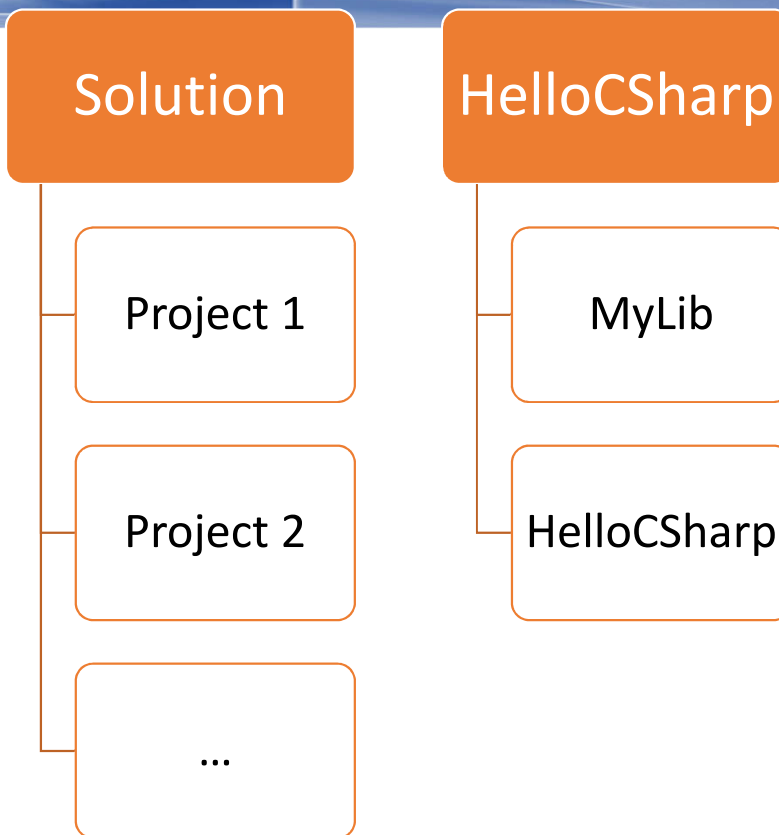 Solution
Project 1
Project 2
...
HelloCSharp
MyLib
HelloCSharp